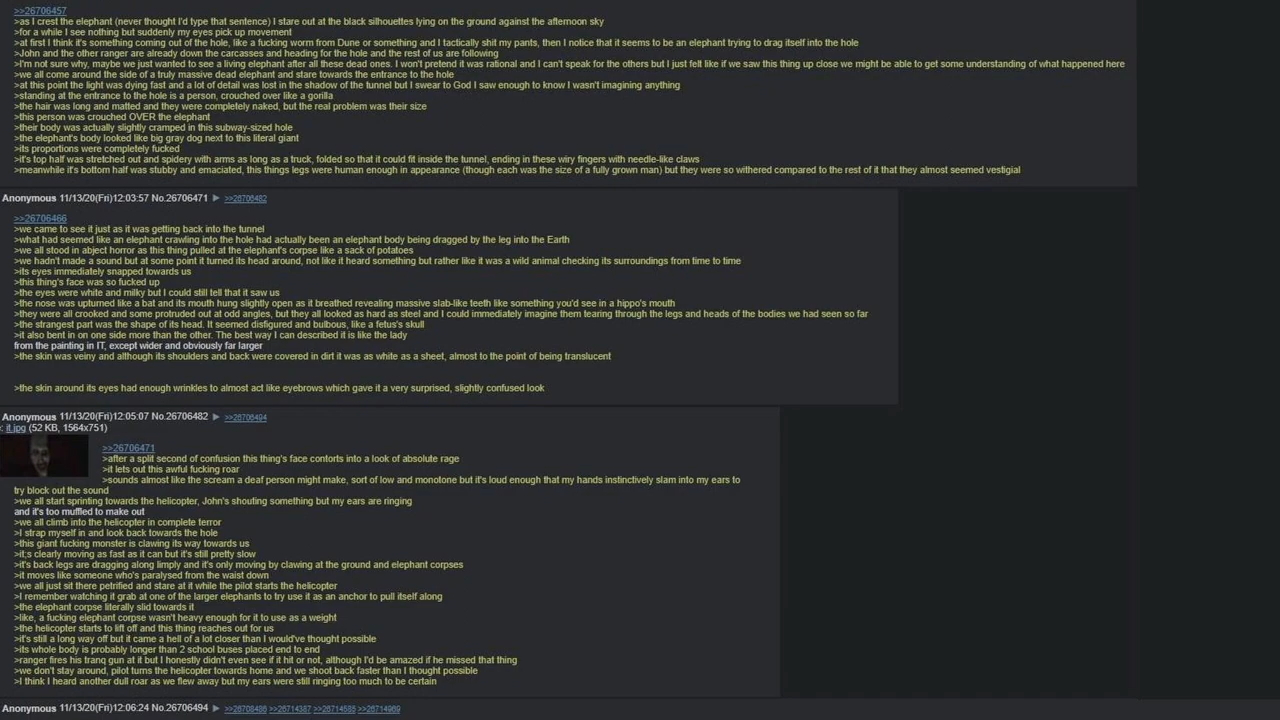 >>26706457
>as I crest the elephant (never thought I'd type that sentence) I stare out at the black silhouettes lying on the ground against the afternoon sky
>for a while I see nothing but suddenly my eyes pick up movement
>at first I think it's something coming out of the hole, like a fucking worm from Dune or something and I tactically shit my pants, then I notice that it seems to be an elephant trying to drag itself into the hole
>John and the other ranger are already down the carcasses and heading for the hole and the rest of us are following
>I'm not sure why, maybe we just wanted to see a living elephant after all these dead ones. I won't pretend it was rational and I can't speak for the others but I just felt like if we saw this thing up close we might be able to get some understanding of what happened here
>we all come around the side of a truly massive dead elephant and stare towards the entrance to the hole
>at this point the light was dying fast and a lot of detail was lost in the shadow of the tunnel but I swear to God I saw enough to know I wasn't imagining anything
>standing at the entrance to the hole is a person, crouched over like a gorilla
>the hair was long and matted and they were completely naked, but the real problem was their size
>this person was crouched OVER the elephant
>their body was actually slightly cramped in this subway-sized hole
>the elephant's body looked like big gray dog next to this literal giant
>its proportions were completely fucked
>it's top half was stretched out and spidery with arms as long as a truck, folded so that it could fit inside the tunnel, ending in these wiry fingers with needle-like claws
>meanwhile it's bottom half was stubby and emaciated, this things legs were human enough in appearance (though each was the size of a fully grown man) but they were so withered compared to the rest of it that they almost seemed vestigial
Anonymous 11/13/20(Fri)12:03:57 No.26706471 ▶ >>26706482
>>26706466
>we came to see it just as it was getting back into the tunnel
>what had seemed like an elephant crawling into the hole had actually been an elephant body being dragged by the leg into the Earth
>we all stood in abject horror as this thing pulled at the elephant's corpse like a sack of potatoes
>we hadn't made a sound but at some point it turned its head around, not like it heard something but rather like it was a wild animal checking its surroundings from time to time
>its eyes immediately snapped towards us
>this thing's face was so fucked up
>the eyes were white and milky but I could still tell that it saw us
>the nose was upturned like a bat and its mouth hung slightly open as it breathed revealing massive slab-like teeth like something you'd see in a hippo's mouth
>they were all crooked and some protruded out at odd angles, but they all looked as hard as steel and I could immediately imagine them tearing through the legs and heads of the bodies we had seen so far
>the strangest part was the shape of its head. It seemed disfigured and bulbous, like a fetus's skull
>it also bent in on one side more than the other. The best way I can described it is like the lady
from the painting in IT, except wider and obviously far larger
>the skin was veiny and although its shoulders and back were covered in dirt it was as white as a sheet, almost to the point of being translucent
>the skin around its eyes had enough wrinkles to almost act like eyebrows which gave it a very surprised, slightly confused look
Anonymous 11/13/20(Fri)12:05:07 No.26706482 ▶ >>26706494
: it.jpg (52 KB, 1564x751)
>>26706471
>after a split second of confusion this thing's face contorts into a look of absolute rage
>it lets out this awful fucking roar
>sounds almost like the scream a deaf person might make, sort of low and monotone but it's loud enough that my hands instinctively slam into my ears to
try block out the sound
>we all start sprinting towards the helicopter, John's shouting something but my ears are ringing
and it's too muffled to make out
>we all climb into the helicopter in complete terror
>I strap myself in and look back towards the hole
>this giant fucking monster is clawing its way towards us
>it;s clearly moving as fast as it can but it's still pretty slow
>it's back legs are dragging along limply and it's only moving by clawing at the ground and elephant corpses
>it moves like someone who's paralysed from the waist down
>we all just sit there petrified and stare at it while the pilot starts the helicopter
>I remember watching it grab at one of the larger elephants to try use it as an anchor to pull itself along
>the elephant corpse literally slid towards it
>like, a fucking elephant corpse wasn't heavy enough for it to use as a weight
>the helicopter starts to lift off and this thing reaches out for us
>it's still a long way off but it came a hell of a lot closer than I would've thought possible
>its whole body is probably longer than 2 school buses placed end to end
>ranger fires his tranq gun at it but I honestly didn't even see if it hit or not, although I'd be amazed if he missed that thing
>we don't stay around, pilot turns the helicopter towards home and we shoot back faster than I thought possible
>I think I heard another dull roar as we flew away but my ears were still ringing too much to be certain
Anonymous 11/13/20(Fri)12:06:24 No.26706494 ▶ >>26708486 >>26714387 >>26714585 >>26714969